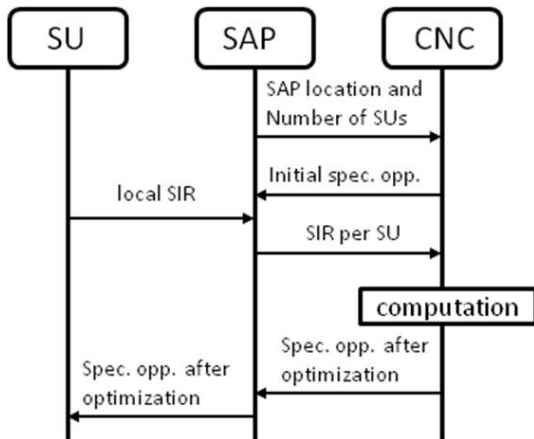 SU
SAP
CNC
SAP location and
Number of SUs
Initial spec. opp.
local SIR
SIR per SU
computation
Spec. opp. after
optimization
Spec. opp. after
optimization